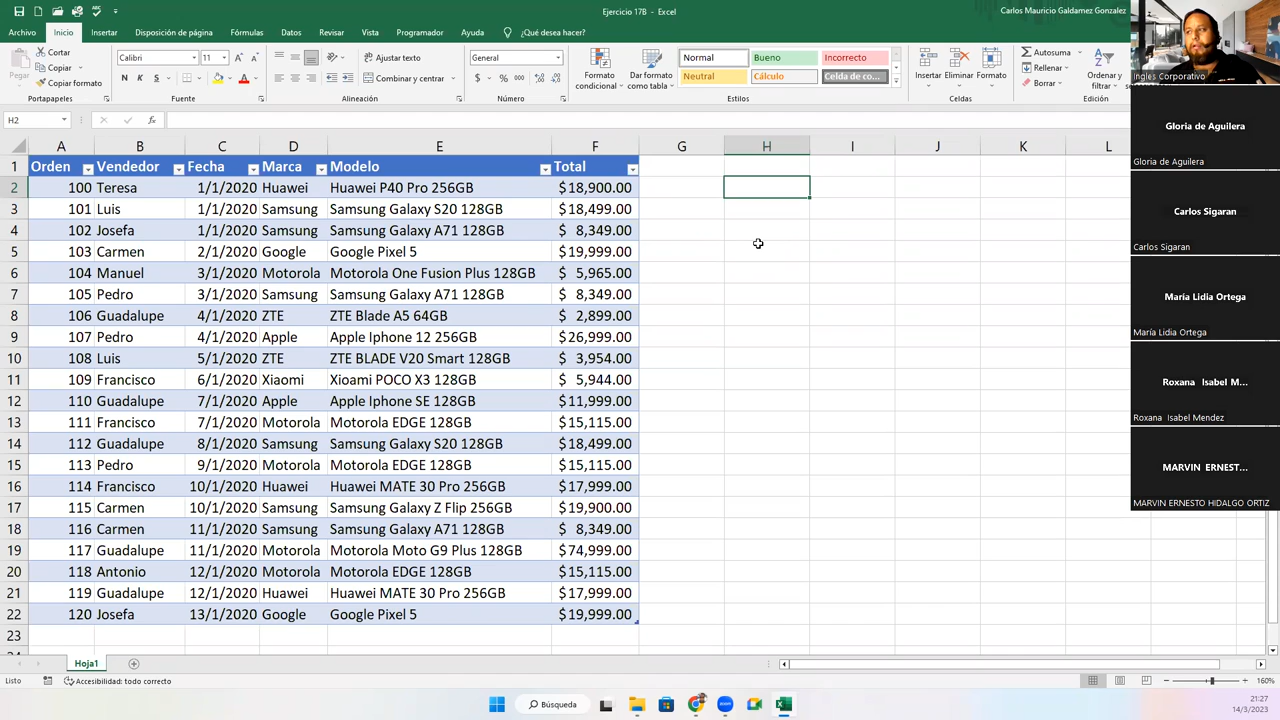 Ejercicio 17B - Excel
Carlos Mauricio Galdamez Gonzalez
Archivo Inicio Insertar Disposición de página Fórmulas Datos Revisar Vista Programador Ayuda ¿Qué desea hacer?
Pegar
Cortar
Copiar
Copiar formato
Portapapeles
Calibri 11
N K S
Fuente
Ajustar texto
Combinar y centrar
Alineación
General
$ % 000
Número
Formato condicional
Dar formato como tabla
Normal Bueno Incorrecto
Neutral Cálculo Celda de co...
Estilos
Insertar Eliminar Formato
Celdas
Autosuma
Rellenar
Borrar
Ordenar y filtrar
Edición
H2
fx
A B C D E F G H I J K L
1 Orden Vendedor Fecha Marca Modelo Total
2 100 Teresa 1/1/2020 Huawei Huawei P40 Pro 256GB $18,900.00
3 101 Luis 1/1/2020 Samsung Samsung Galaxy S20 128GB $18,499.00
4 102 Josefa 1/1/2020 Samsung Samsung Galaxy A71 128GB $ 8,349.00
5 103 Carmen 2/1/2020 Google Google Pixel 5 $19,999.00
6 104 Manuel 3/1/2020 Motorola Motorola One Fusion Plus 128GB $ 5,965.00
7 105 Pedro 3/1/2020 Samsung Samsung Galaxy A71 128GB $ 8,349.00
8 106 Guadalupe 4/1/2020 ZTE ZTE Blade A5 64GB $ 2,899.00
9 107 Pedro 4/1/2020 Apple Apple Iphone 12 256GB $26,999.00
10 108 Luis 5/1/2020 ZTE ZTE BLADE V20 Smart 128GB $ 3,954.00
11 109 Francisco 6/1/2020 Xiaomi Xioami POCO X3 128GB $ 5,944.00
12 110 Guadalupe 7/1/2020 Apple Apple Iphone SE 128GB $11,999.00
13 111 Francisco 7/1/2020 Motorola Motorola EDGE 128GB $15,115.00
14 112 Guadalupe 8/1/2020 Samsung Samsung Galaxy S20 128GB $18,499.00
15 113 Pedro 9/1/2020 Motorola Motorola EDGE 128GB $15,115.00
16 114 Francisco 10/1/2020 Huawei Huawei MATE 30 Pro 256GB $17,999.00
17 115 Carmen 10/1/2020 Samsung Samsung Galaxy Z Flip 256GB $19,900.00
18 116 Carmen 11/1/2020 Samsung Samsung Galaxy A71 128GB $ 8,349.00
19 117 Guadalupe 11/1/2020 Motorola Motorola Moto G9 Plus 128GB $74,999.00
20 118 Antonio 12/1/2020 Motorola Motorola EDGE 128GB $15,115.00
21 119 Guadalupe 12/1/2020 Huawei Huawei MATE 30 Pro 256GB $17,999.00
22 120 Josefa 13/1/2020 Google Google Pixel 5 $19,999.00
23
Hoja1
Listo Accesibilidad: todo correcto 160%
Búsqueda
21:27
14/3/2023
Ingles Corporativo
Gloria de Aguilera
Gloria de Aguilera
Carlos Sigaran
Carlos Sigaran
María Lidia Ortega
María Lidia Ortega
Roxana Isabel M...
Roxana Isabel Mendez
MARVIN ERNEST...
MARVIN ERNESTO HIDALGO ORTIZ